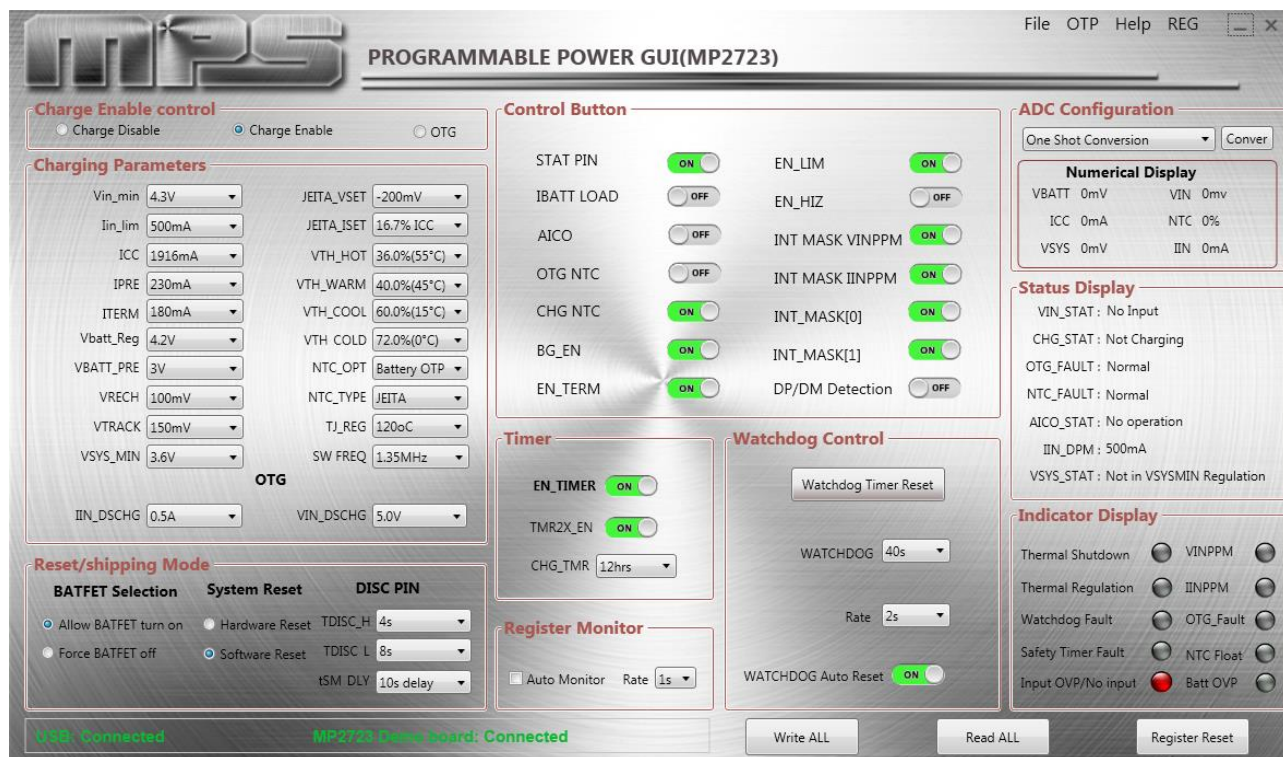 MPS
File OTP Help REG
PROGRAMMABLE POWER GUI(MP2723)
Charge Enable control
Charge Disable Charge Enable OTG
Charging Parameters
Vin_min 4.3V JEITA_VSET -200mV
Iin_lim 500mA JEITA_ISET 16.7% ICC
ICC 1916mA VTH_HOT 36.0%(55°C)
IPRE 230mA VTH_WARM 40.0%(45°C)
ITERM 180mA VTH_COOL 60.0%(15°C)
Vbatt_Reg 4.2V VTH COLD 72.0%(0°C)
VBATT_PRE 3V NTC_OPT Battery OTP
VRECH 100mV NTC_TYPE JEITA
VTRACK 150mV TJ_REG 120oC
VSYS_MIN 3.6V SW FREQ 1.35MHz
OTG
IIN_DSCHG 0.5A VIN_DSCHG 5.0V
Reset/shipping Mode
BATFET Selection System Reset DISC PIN
Allow BATFET turn on Hardware Reset TDISC_H 4s
Force BATFET off Software Reset TDISC L 8s
tSM DLY 10s delay
Control Button
STAT PIN ON EN_LIM ON
IBATT LOAD OFF EN_HIZ OFF
AICO OFF INT MASK VINPPM ON
OTG NTC OFF INT MASK IINPPM ON
CHG NTC ON INT_MASK[0] ON
BG_EN ON INT_MASK[1] ON
EN_TERM ON DP/DM Detection OFF
Timer
EN_TIMER ON
TMR2X_EN ON
CHG_TMR 12hrs
Register Monitor
Auto Monitor Rate 1s
Watchdog Control
Watchdog Timer Reset
WATCHDOG 40s
Rate 2s
WATCHDOG Auto Reset ON
ADC Configuration
One Shot Conversion Conver
Numerical Display
VBATT 0mV VIN 0mv
ICC 0mA NTC 0%
VSYS 0mV IIN 0mA
Status Display
VIN_STAT : No Input
CHG_STAT : Not Charging
OTG_FAULT : Normal
NTC_FAULT : Normal
AICO_STAT : No operation
IIN_DPM : 500mA
VSYS_STAT : Not in VSYSMIN Regulation
Indicator Display
Thermal Shutdown VINPPM
Thermal Regulation IINPPM
Watchdog Fault OTG_Fault
Safety Timer Fault NTC Float
Input OVP/No input Batt OVP
USB: Connected MP2723 Demo board: Connected
Write ALL Read ALL Register Reset